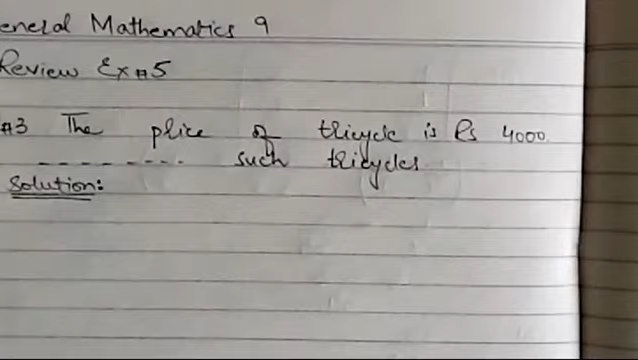 eneral Mathematics 9
Review Ex#5
#3 The price of tricycle is Rs 4000
-------- such tricycles
Solution: